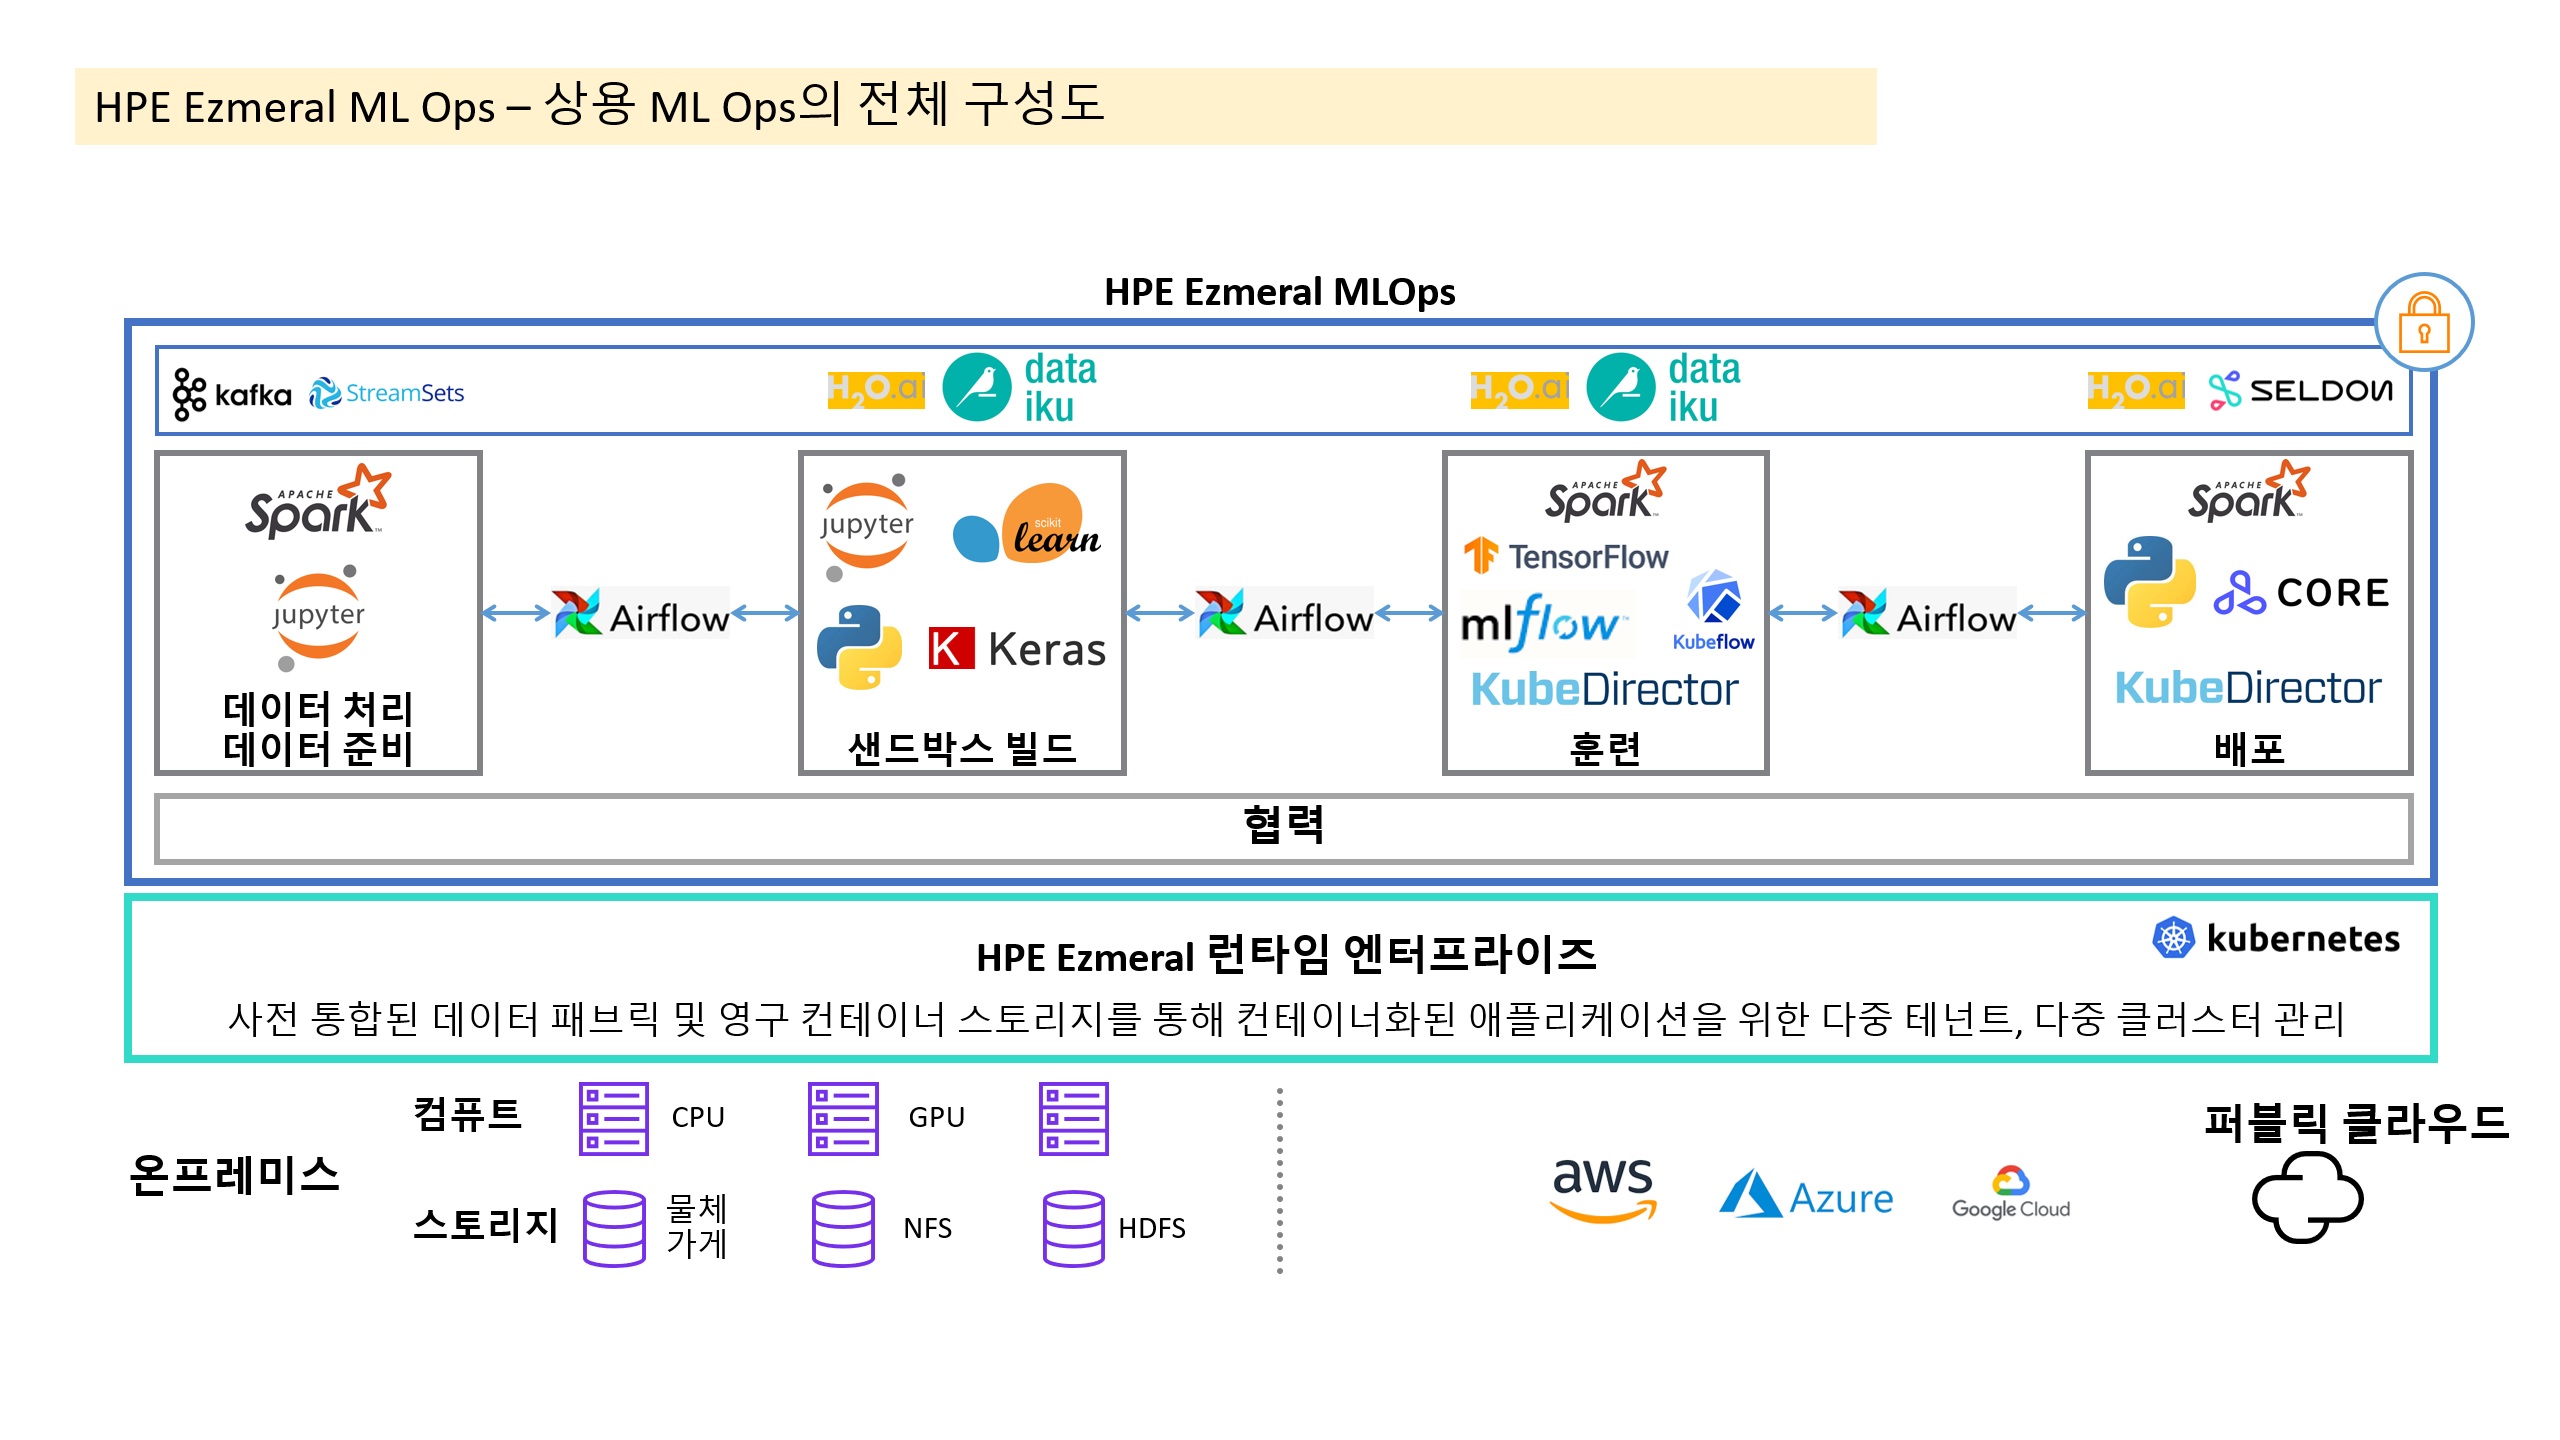 HPE Ezmeral ML Ops – 상용 ML Ops의 전체 구성도
HPE Ezmeral MLOps
kafka
StreamSets
H2O.ai
data
iku
H2O.ai
data
iku
H2O.ai
SELDON
APACHE
Spark™
jupyter
데이터 처리
데이터 준비
Airflow
jupyter
scikit
learn
K Keras
샌드박스 빌드
Airflow
APACHE
Spark™
TensorFlow
mlflow™
Kubeflow
KubeDirector
훈련
Airflow
APACHE
Spark™
CORE
KubeDirector
배포
협력
HPE Ezmeral 런타임 엔터프라이즈
kubernetes
사전 통합된 데이터 패브릭 및 영구 컨테이너 스토리지를 통해 컨테이너화된 애플리케이션을 위한 다중 테넌트, 다중 클러스터 관리
온프레미스
컴퓨트
CPU
GPU
스토리지
물체
가게
NFS
HDFS
aws
Azure
Google Cloud
퍼블릭 클라우드